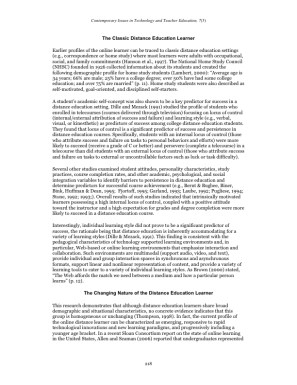 Contemporary Issues in Technology and Teacher Education, 7(1)
The Classic Distance Education Learner
Earlier profiles of the online learner can be traced to classic distance education settings
(e.g., correspondence or home study) where most learners were adults with occupational,
social, and family commitments (Hanson et al., 1997). The National Home Study Council
(NHSC) founded in 1926 collected information about its students and created the
following demographic profile for home study students (Lambert, 2000): "Average age is
34 years; 66% are male; 25% have a college degree; over 50% have had some college
education; and over 75% are married" (p. 12). Home study students were also described as
self-motivated, goal-oriented, and disciplined self-starters.
A student's academic self-concept was also shown to be a key predictor for success in a
distance education setting. Dille and Mezack (1991) studied the profile of students who
enrolled in telecourses (courses delivered through television) focusing on locus of control
(internal/external attribution of success and failure) and learning style (e.g., verbal,
visual, or kinesthetic) as predictors of success among college distance education students.
They found that locus of control is a significant predictor of success and persistence in
distance education courses. Specifically, students with an internal locus of control (those
who attribute success and failure on tasks to personal behaviors and efforts) were more
likely to succeed (receive a grade of C or better) and persevere (complete a telecourse) in a
telecourse than did students with an external locus of control (those who attribute success
and failure on tasks to external or uncontrollable factors such as luck or task difficulty).
Several other studies examined student attitudes, personality characteristics, study
practices, course completion rates, and other academic, psychological, and social
integration variables to identify barriers to persistence in distance education and
determine predictors for successful course achievement (e.g.,
Stone, 1992;          Overall results of such studies indicated that intrinsically motivated
learners possessing a high internal locus of control, coupled with a positive attitude
toward the instructor and a high expectation for grades and degree completion were more
likely to succeed in a distance education course.
Interestingly, individual learning style did not prove to be a significant predictor of
success, the rationale being that distance education is inherently accommodating for a
variety of learning styles (Dille & Mezack, 1991). This finding is consistent with the
pedagogical characteristics of technology supported learning environments and, in
particular, Web-based or online learning environments that emphasize interaction and
collaboration. Such environments are multimodal (support audio, video, and text),
provide individual and group interaction spaces in synchronous and asynchronous
formats, support linear and nonlinear representation of content, and provide a variety of
learning tools to cater to a variety of individual learning styles. As Brown (2000) stated,
"The Web affords the match we need between a medium and how a particular person
learns" (p. 12).
The Changing Nature of the Distance Education Learner
This research demonstrates that although distance education learners share broad
demographic and situational characteristics, no concrete evidence indicates that this
group is homogeneous or unchanging (Thompson, 1998). In fact, the current profile of
the online distance learner can be characterized as emerging, responsive to rapid
technological innovations and new learning paradigms, and progressively including a
younger age bracket. In a recent Sloan Consortium report on the state of online learning
in the United States, Allen and Seaman (2006) reported that undergraduates represented